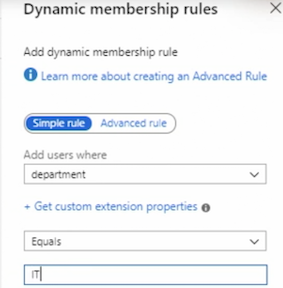 Dynamic membership rules
Add dynamic membership rule
Learn more about creating an Advanced Rule
Simple rule Advanced rule
Add users where
department
+ Get custom extension properties
Equals
IT